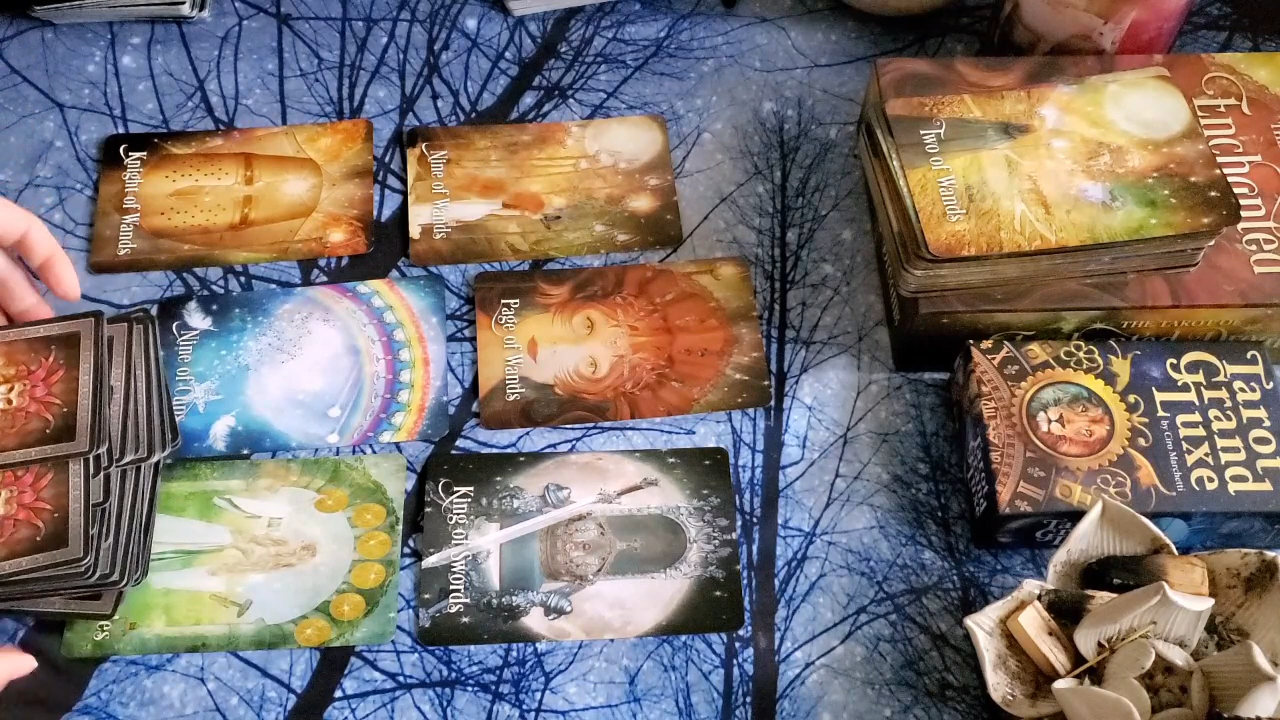 Knight of Wands
Nine of Wands
Two of Wands
Enchanted
THE TAROT OF
Nine of Cups
Page of Wands
Tarot
Grand
Luxe
by Ciro Marchetti
King of Swords
es